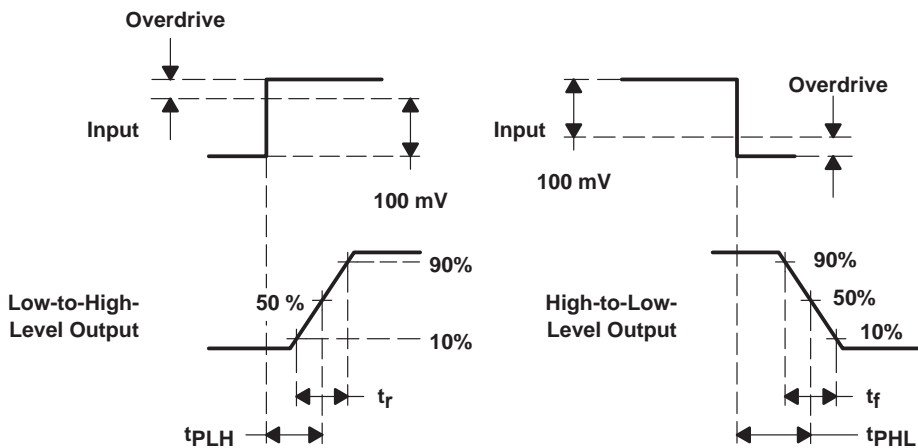 Overdrive
Input
100 mV
Low-to-High-
Level Output
90%
50 %
10%
tr
tPLH
Overdrive
Input
100 mV
High-to-Low-
Level Output
90%
50%
10%
tf
tPHL